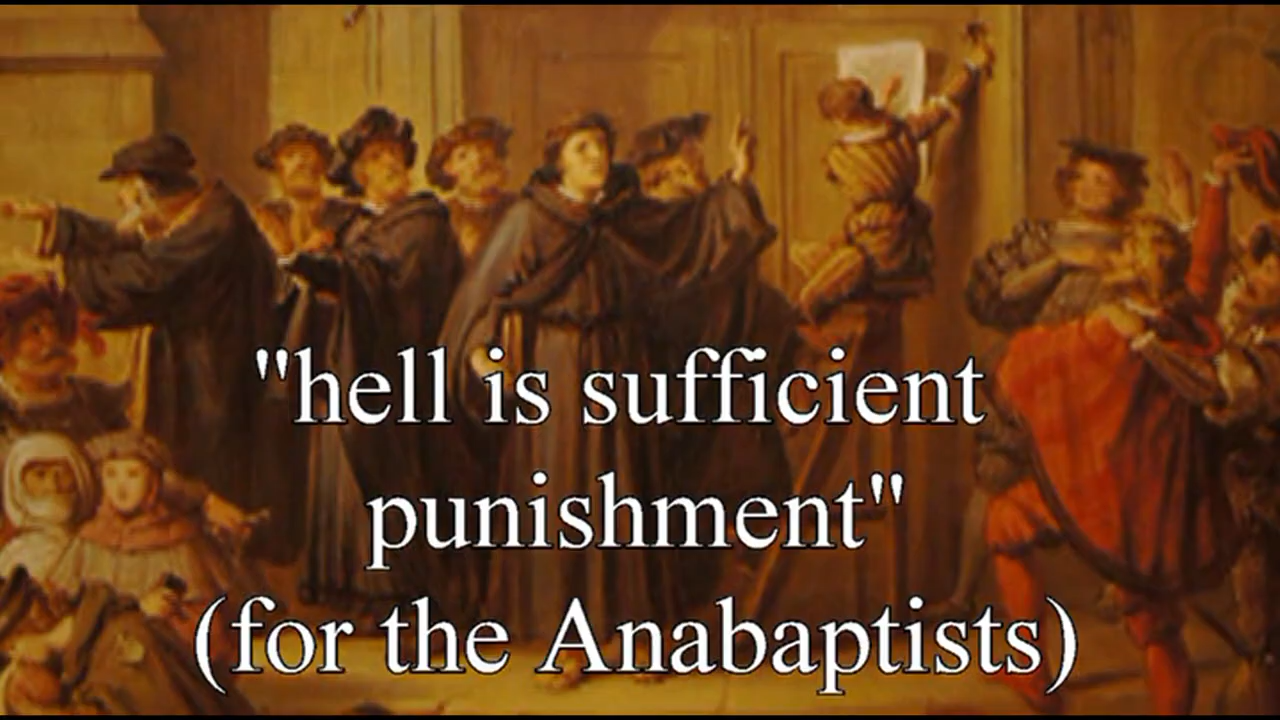 "hell is sufficient
punishment"
(for the Anabaptists)